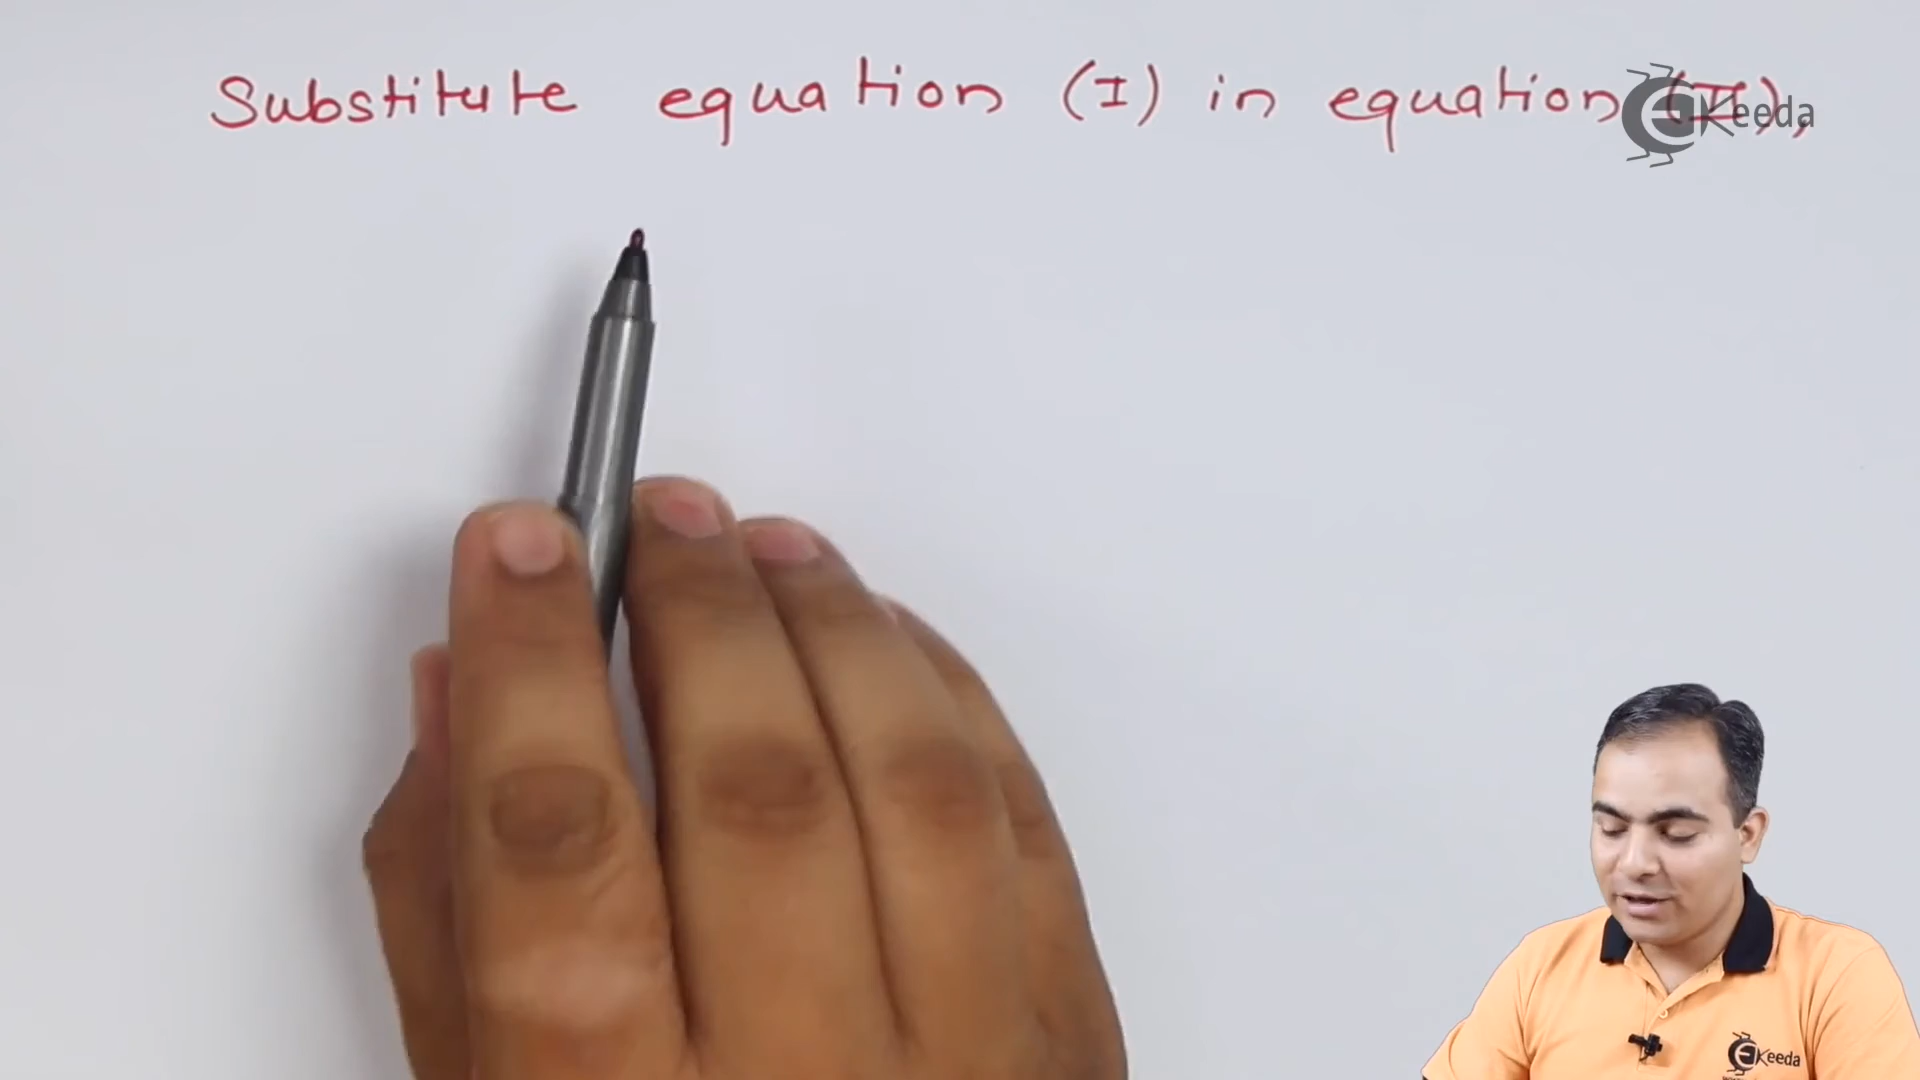 Substitute equation (I) in equation (II),
EKeeda
EKeeda